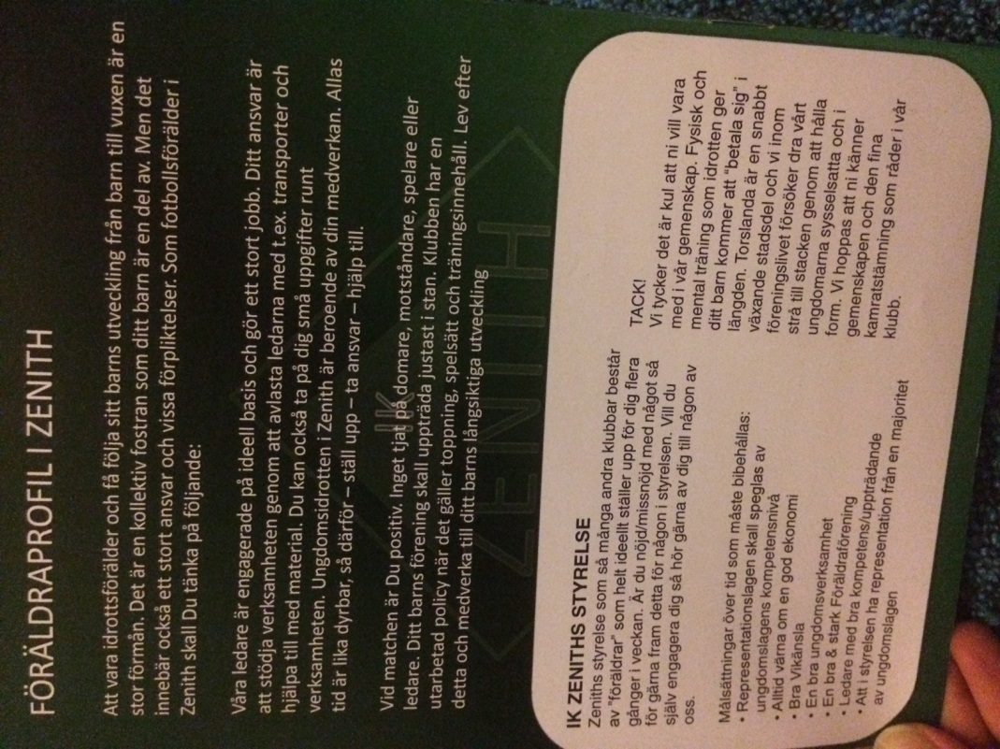 FÖRÄLDRAPROFIL I ZENITH
Att vara idrottsförälder och få följa sitt barns utveckling från barn till vuxen är en
stor förmån. Det är en kollektiv fostran som ditt barn är en del av. Men det
innebär också ett stort ansvar och vissa förpliktelser. Som fotbollsförälder i
Zenith skall Du tänka på följande:
Våra ledare är engagerade på ideell basis och gör ett stort jobb. Ditt ansvar är
att stödja verksamheten genom att avlasta ledarna med t.ex. transporter och
hjälpa till med material. Du kan också ta på dig små uppgifter runt
verksamheten. Ungdomsidrotten i Zenith är beroende av din medverkan. Allas
tid är lika dyrbar, så därför – ställ upp – ta ansvar – hjälp till.
Vid matchen är Du positiv. Inget tjat på domare, motståndare, spelare eller
ledare. Ditt barns förening skall uppträda justast i stan. Klubben har en
utarbetad policy när det gäller toppning, spelsätt och träningsinnehåll. Lev efter
detta och medverka till ditt barns långsiktiga utveckling
IK
ZENITH
IK ZENITHS STYRELSE
Zeniths styrelse som så många andra klubbar består
av "föräldrar" som helt ideellt ställer upp för dig flera
gånger i veckan. Är du nöjd/missnöjd med något så
för gärna fram detta för någon i styrelsen. Vill du
själv engagera dig så hör gärna av dig till någon av
oss.
Målsättningar över tid som måste bibehållas:
• Representationslagen skall speglas av
ungdomslagens kompetensnivå
• Alltid värna om en god ekonomi
• Bra Vikänsla
• En bra ungdomsverksamhet
• En bra & stark Föräldraförening
• Ledare med bra kompetens/uppträdande
• Att i styrelsen ha representation från en majoritet
av ungdomslagen
TACK!
Vi tycker det är kul att ni vill vara
med i vår gemenskap. Fysisk och
mental träning som idrotten ger
ditt barn kommer att "betala sig" i
längden. Torslanda är en snabbt
växande stadsdel och vi inom
föreningslivet försöker dra vårt
strå till stacken genom att hålla
ungdomarna sysselsatta och i
form. Vi hoppas att ni känner
gemenskapen och den fina
kamratstämning som råder i vår
klubb.